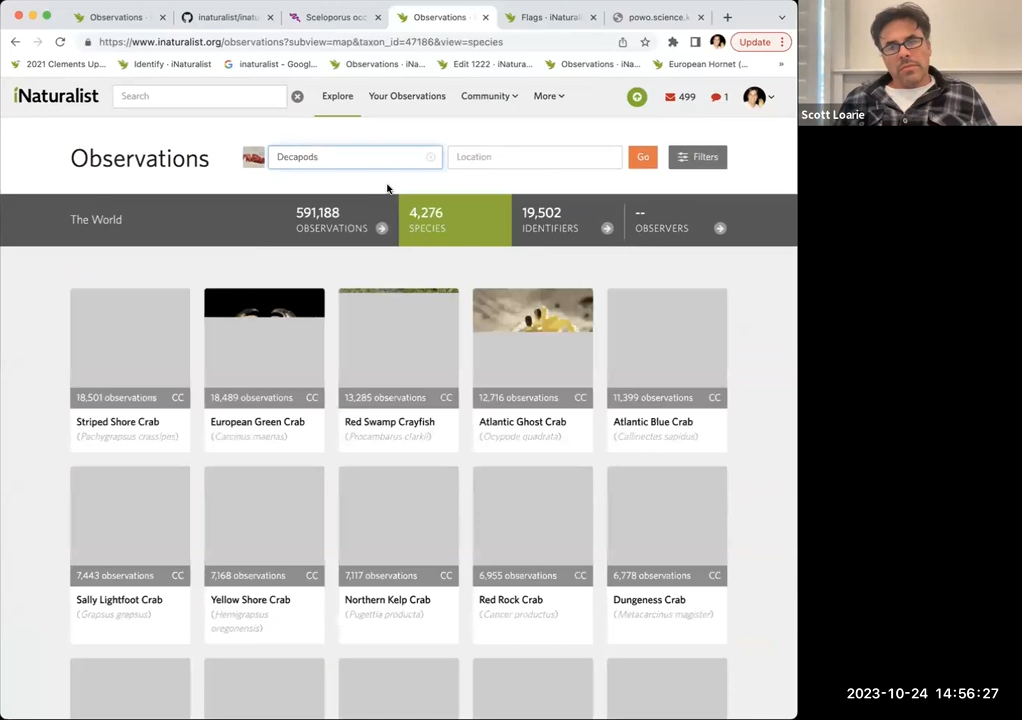 Observations ·
inaturalist/inatu
Sceloporus occ
Observations ·
Flags · iNatural
powo.science.k
https://www.inaturalist.org/observations?subview=map&taxon_id=47186&view=species
Update
2021 Clements Up...
Identify · iNaturalist
inaturalist - Googl...
Observations · iNa...
Edit 1222 · iNatura...
Observations · iNa...
European Hornet (...
»
iNaturalist
Search
Explore
Your Observations
Community
More
499
1
Scott Loarie
Observations
Decapods
Location
Go
Filters
The World
591,188
OBSERVATIONS
4,276
SPECIES
19,502
IDENTIFIERS
--
OBSERVERS
18,501 observations CC
18,489 observations CC
13,285 observations CC
12,716 observations CC
11,399 observations CC
Striped Shore Crab
(Pachygrapsus crassipes)
European Green Crab
(Carcinus maenas)
Red Swamp Crayfish
(Procambarus clarkii)
Atlantic Ghost Crab
(Ocypode quadrata)
Atlantic Blue Crab
(Callinectes sapidus)
7,443 observations CC
7,168 observations CC
7,117 observations CC
6,955 observations CC
6,778 observations CC
Sally Lightfoot Crab
(Grapsus grapsus)
Yellow Shore Crab
(Hemigrapsus
oregonensis)
Northern Kelp Crab
(Pugettia producta)
Red Rock Crab
(Cancer productus)
Dungeness Crab
(Metacarcinus magister)
2023-10-24 14:56:27